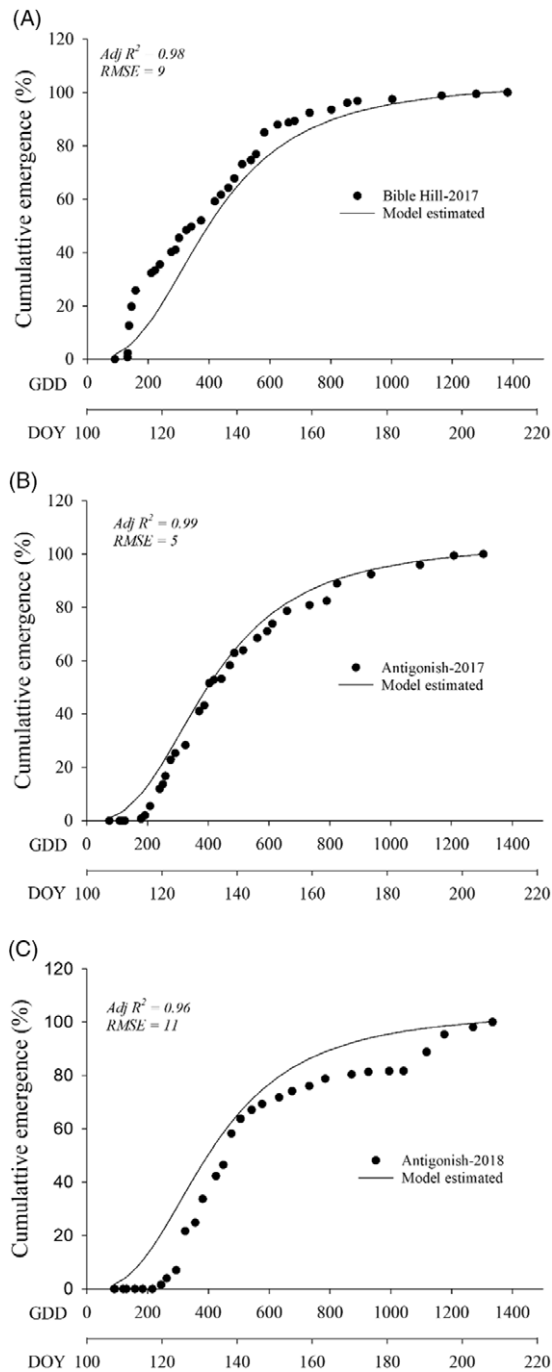 (A)
120
100
80
60
40
20
0
Cumulattive emergence (%)
Adj R² = 0.98
RMSE = 9
Bible Hill-2017
Model estimated
GDD 0 200 400 600 800 1000 1200 1400
DOY 100 120 140 160 180 200 220
(B)
120
100
80
60
40
20
0
Cumulattive emergence (%)
Adj R² = 0.99
RMSE = 5
Antigonish-2017
Model estimated
GDD 0 200 400 600 800 1000 1200 1400
DOY 100 120 140 160 180 200 220
(C)
120
100
80
60
40
20
0
Cumulattive emergence (%)
Adj R² = 0.96
RMSE = 11
Antigonish-2018
Model estimated
GDD 0 200 400 600 800 1000 1200 1400
DOY 100 120 140 160 180 200 220